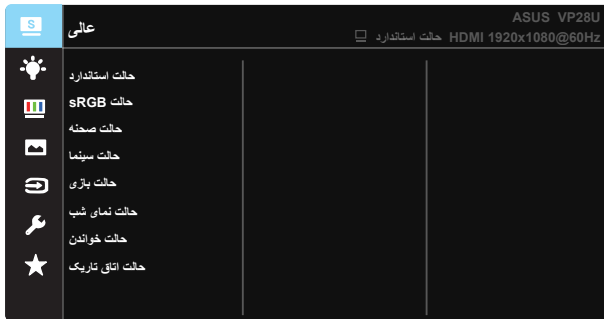 S
عالی
ASUS VP28U
حالت استاندارد HDMI 1920x1080@60Hz
حالت استاندارد
حالت sRGB
حالت صحنه
حالت سینما
حالت بازی
حالت نمای شب
حالت خواندن
حالت اتاق تاریک